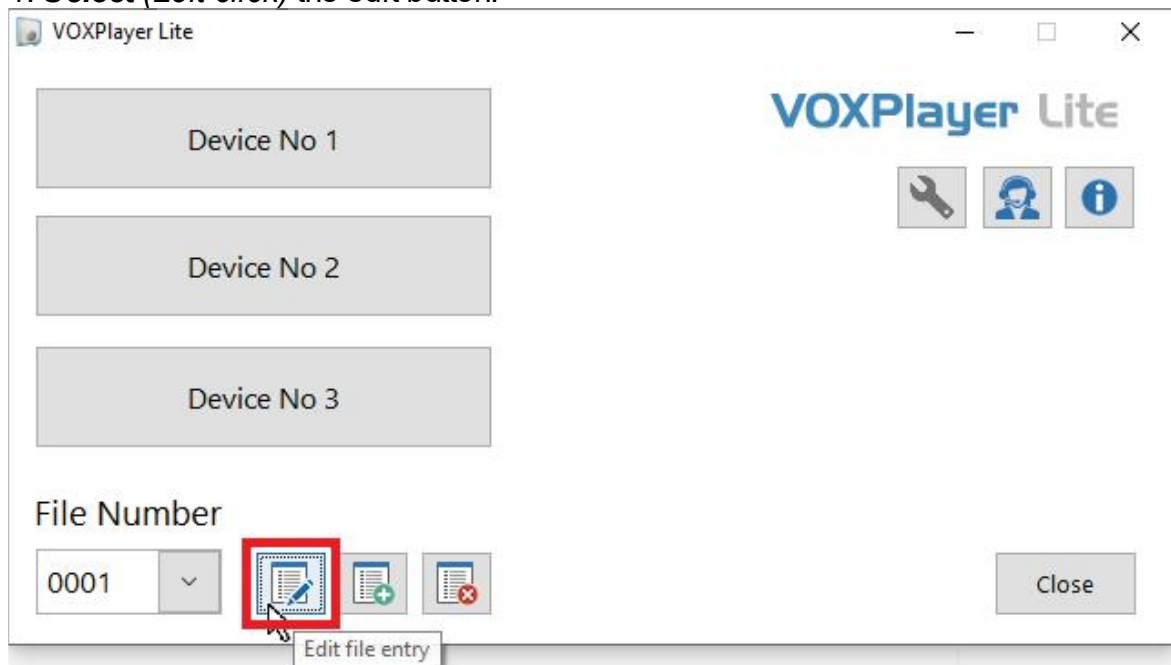 VOXPlayer Lite
VOXPlayer Lite
Device No 1
Device No 2
Device No 3
File Number
0001
Close
Edit file entry